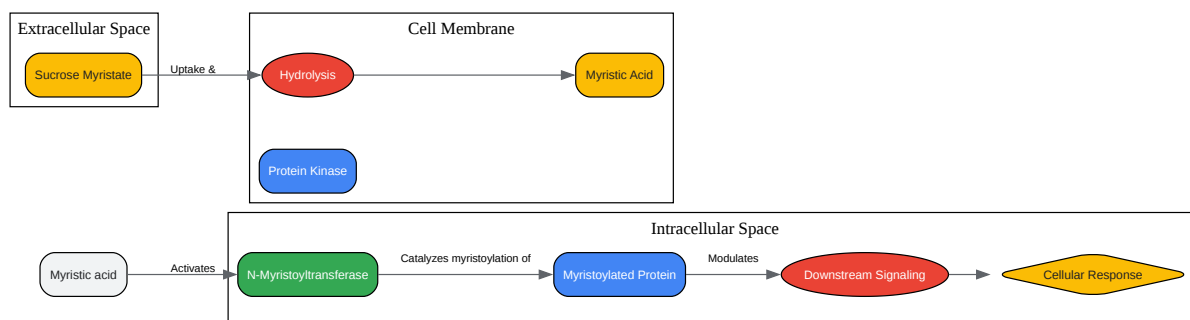 Extracellular Space
Cell Membrane
Sucrose Myristate
Uptake &
Hydrolysis
Myristic Acid
Protein Kinase
Intracellular Space
Myristic acid
Activates
N-Myristoyltransferase
Catalyzes myristoylation of
Myristoylated Protein
Modulates
Downstream Signaling
Cellular Response